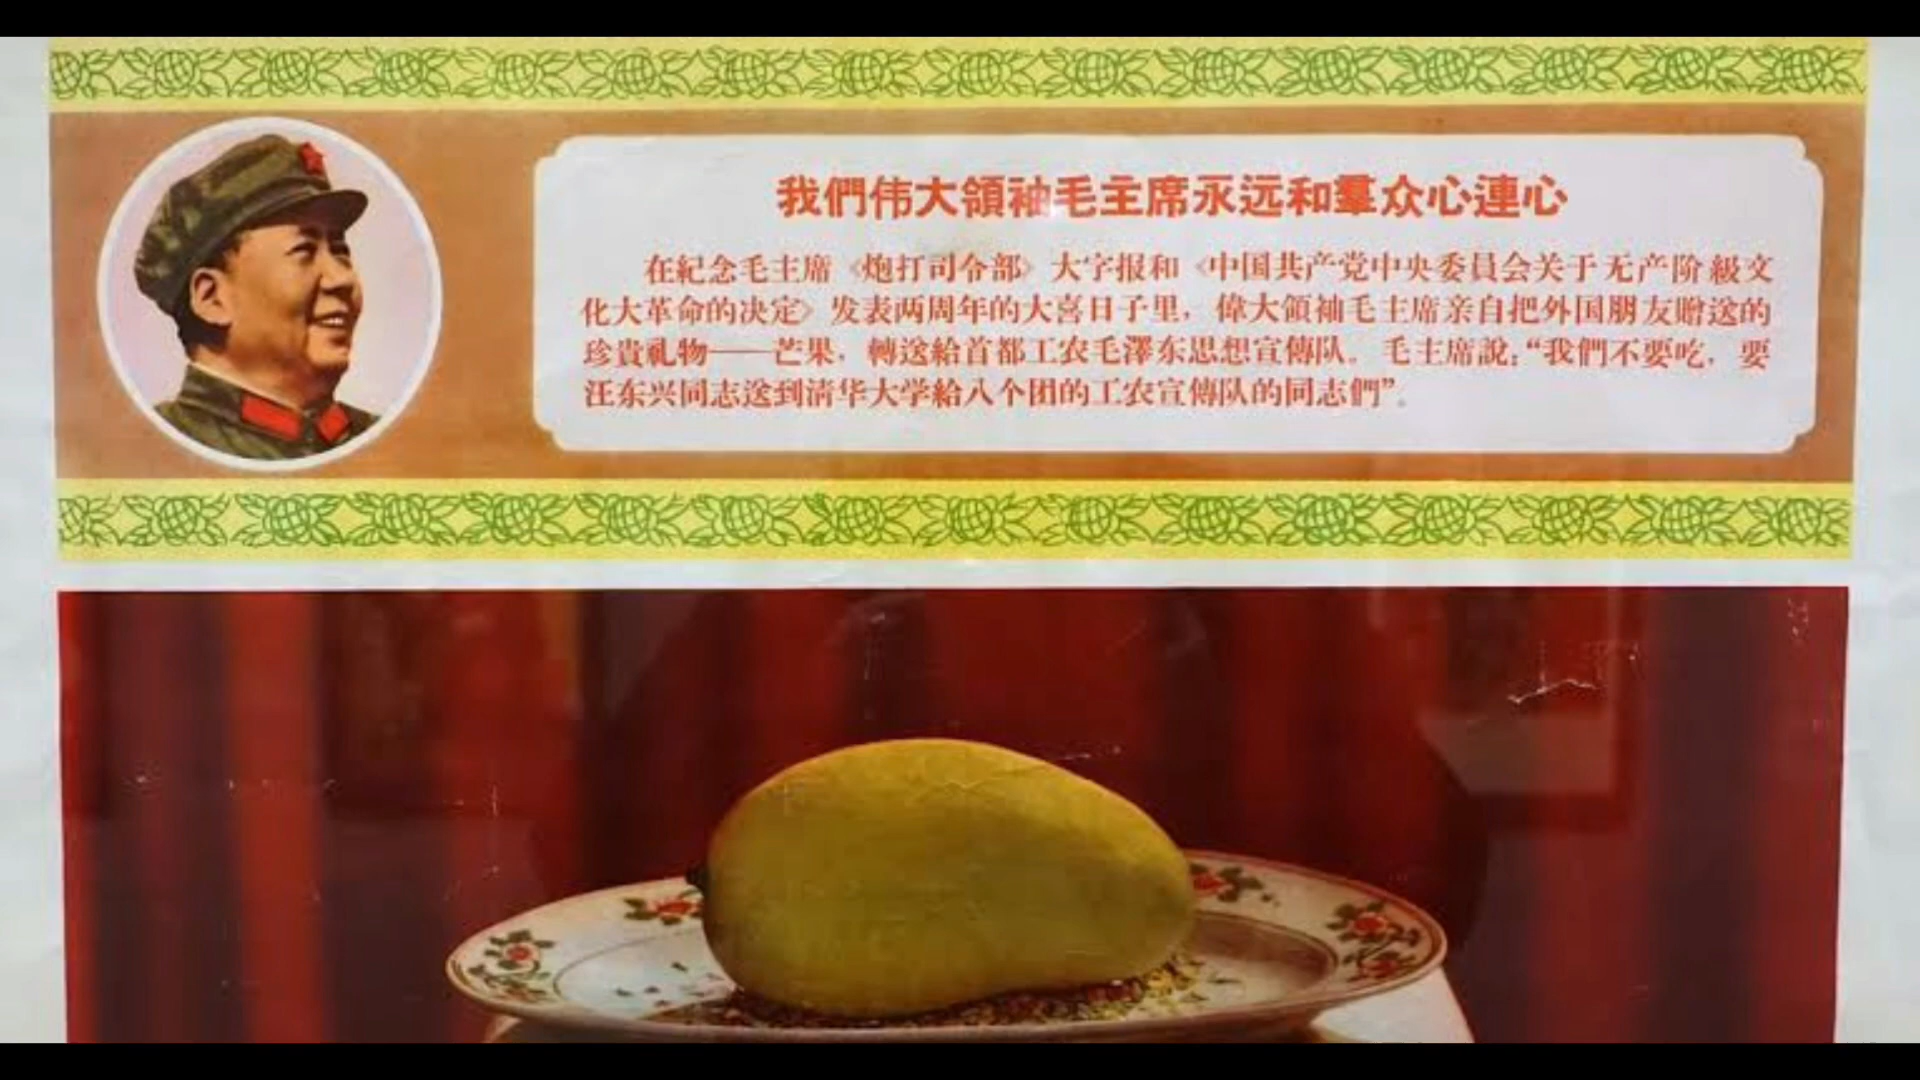 我們伟大領袖毛主席永远和羣众心連心
在紀念毛主席《炮打司令部》大字报和《中国共产党中央委員会关于无产阶級文
化大革命的决定》发表两周年的大喜日子里，偉大領袖毛主席亲自把外国朋友贈送的
珍貴礼物——芒果，轉送給首都工农毛澤东思想宣傳队。毛主席說：“我們不要吃，要
汪东兴同志送到清华大学給八个团的工农宣傳队的同志們”。